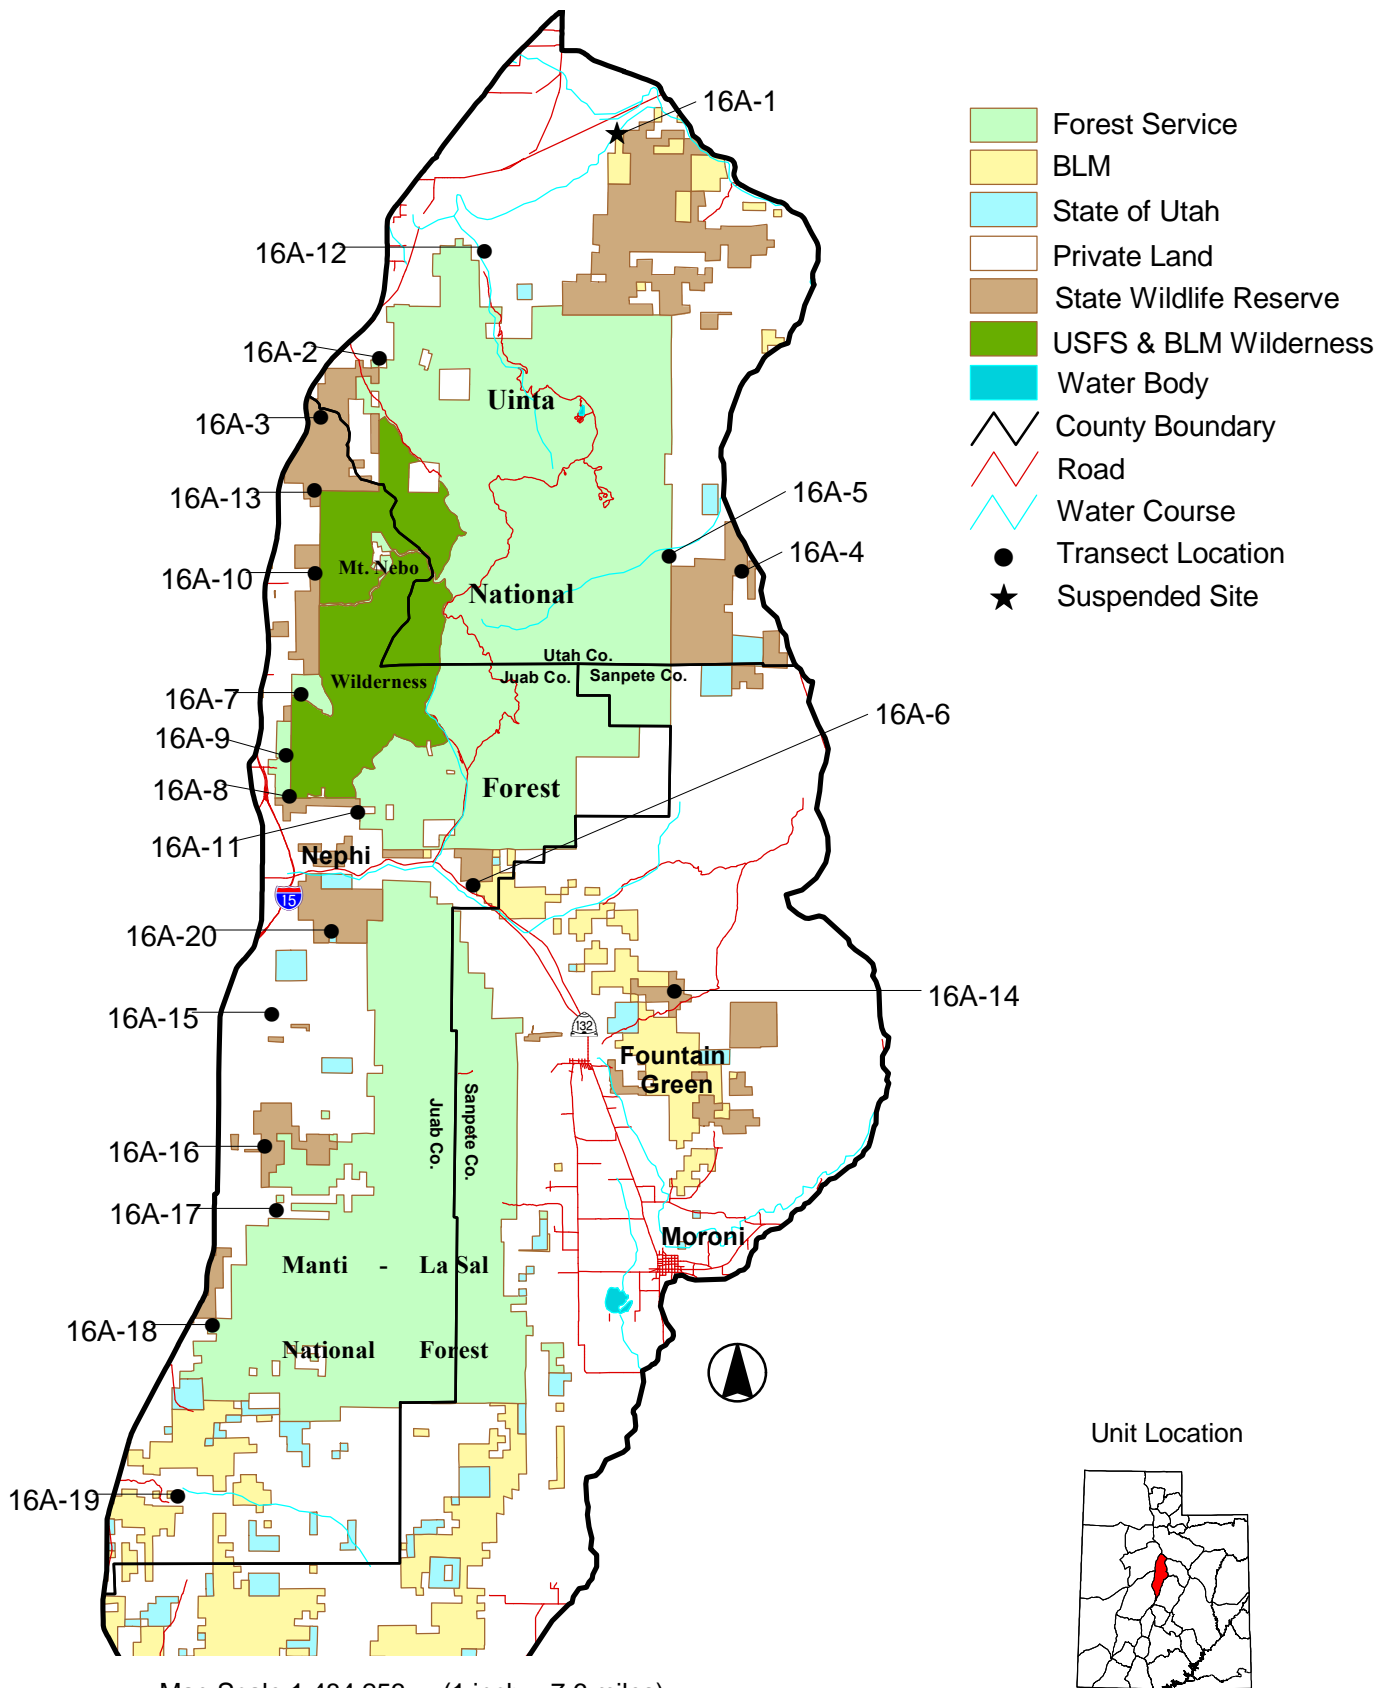 16A-1
Forest Service
BLM
State of Utah
Private Land
State Wildlife Reserve
USFS & BLM Wilderness
Water Body
County Boundary
Road
Water Course
Transect Location
Suspended Site
16A-12
16A-2
16A-3
16A-13
16A-10
16A-7
16A-9
16A-8
16A-11
16A-5
16A-4
16A-6
Uinta
National
Forest
Mt. Nebo
Wilderness
Utah Co.
Juab Co.
Sanpete Co.
Nephi
15
16A-20
16A-15
16A-14
132
Fountain
Green
Juab Co.
Sanpete Co.
16A-16
16A-17
16A-18
16A-19
Moroni
Manti - La Sal
National Forest
Unit Location